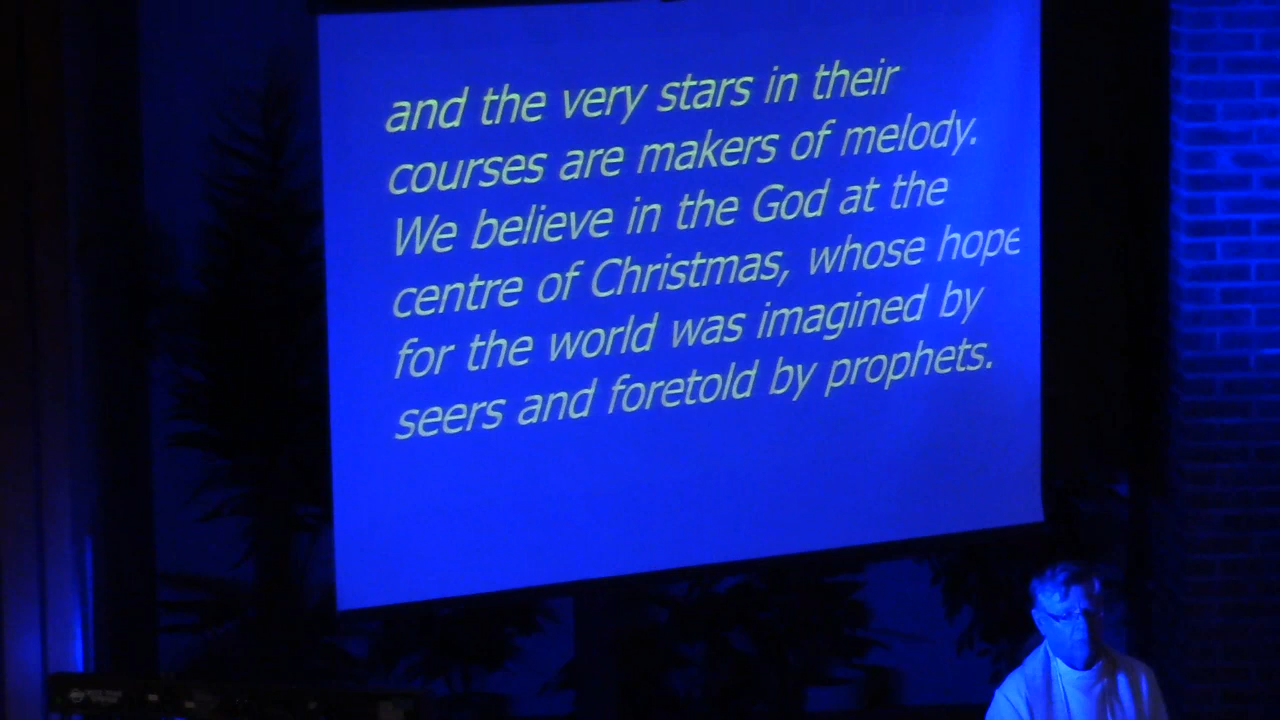 and the very stars in their
courses are makers of melody.
We believe in the God at the
centre of Christmas, whose hope
for the world was imagined by
seers and foretold by prophets.